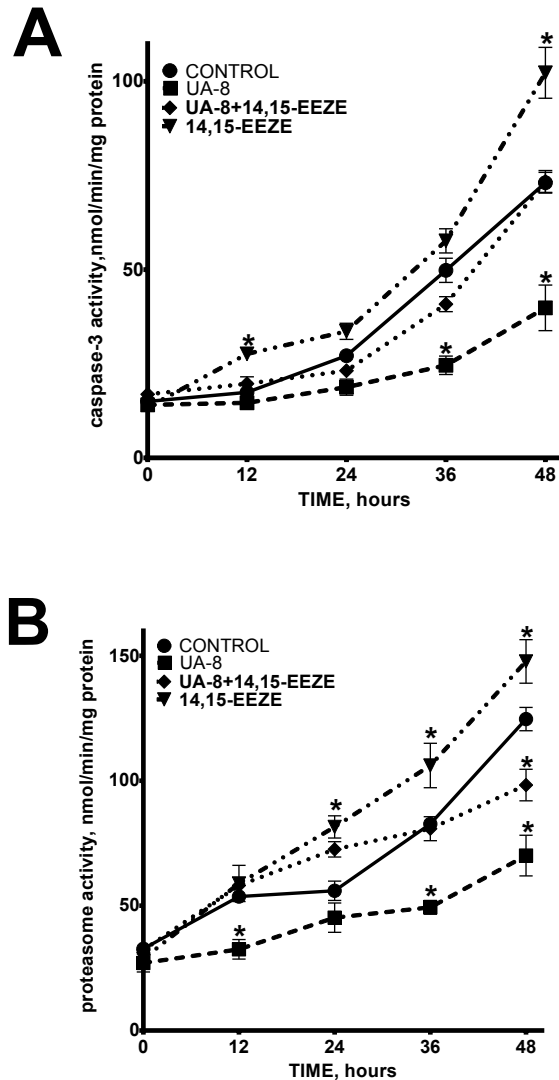 A
CONTROL
UA-8
UA-8+14,15-EEZE
14,15-EEZE
caspase-3 activity,nmol/min/mg protein
100
50
0
* * * *
0 12 24 36 48
TIME, hours
B
CONTROL
UA-8
UA-8+14,15-EEZE
14,15-EEZE
proteasome activity, nmol/min/mg protein
150
100
50
0
* * * * * * *
0 12 24 36 48
TIME, hours